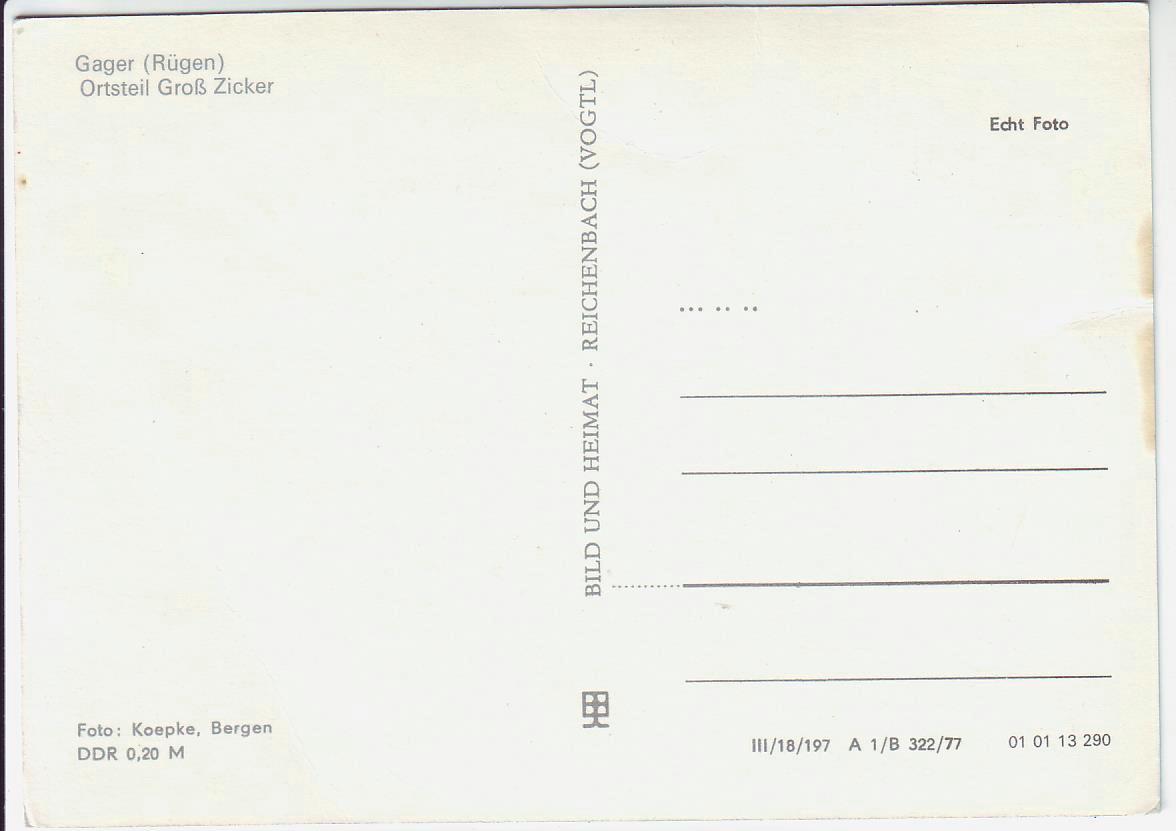 Gager (Rügen)
Ortsteil Groß Zicker
BILD UND HEIMAT · REICHENBACH (VOGTL)
Echt Foto
Foto: Koepke, Bergen
DDR 0,20 M
III/18/197 A 1/B 322/77 01 01 13 290